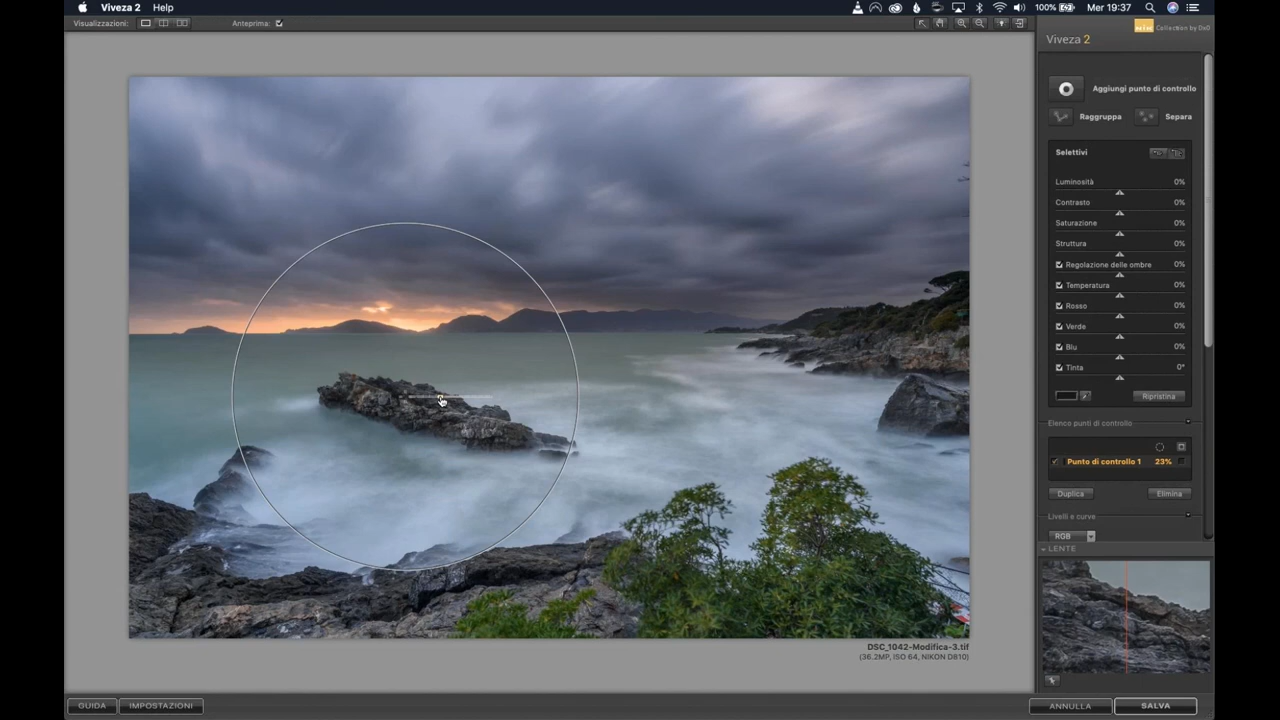 Viveza 2 Help
100% Mer 19:37
Visualizzazioni: Anteprima:
Collection by DxO
Viveza 2
Aggiungi punto di controllo
Raggruppa Separa
Selettivi
Luminosità 0%
Contrasto 0%
Saturazione 0%
Struttura 0%
Regolazione delle ombre 0%
Temperatura 0%
Rosso 0%
Verde 0%
Blu 0%
Tinta 0°
Ripristina
Elenco punti di controllo
Punto di controllo 1 23%
Duplica Elimina
Livelli e curve
RGB
LENTE
DSC_1042-Modifica-3.tif
(36.2MP, ISO 64, NIKON D810)
GUIDA IMPOSTAZIONI ANNULLA SALVA